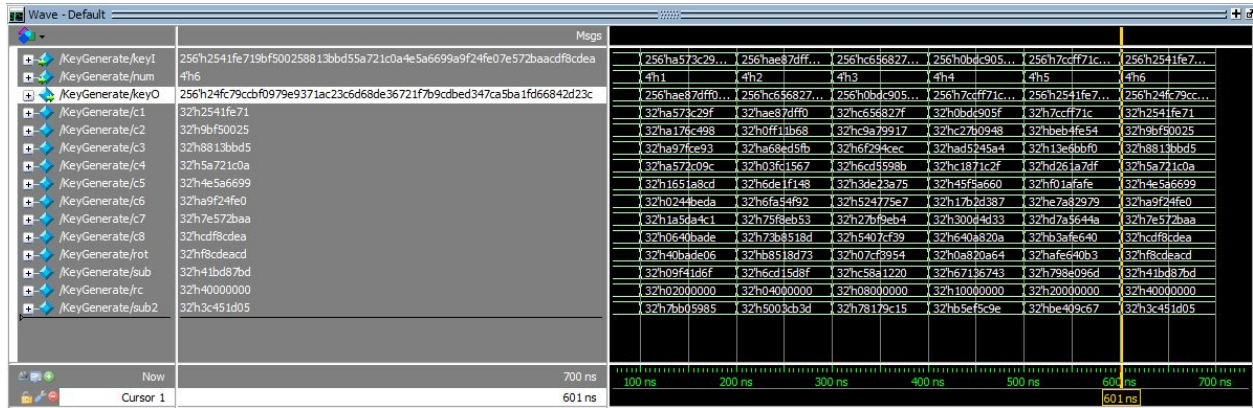 Wave - Default
Msgs
/KeyGenerate/keyI 256'h2541fe719bf500258813bbd55a721c0a4e5a6699a9f24fe07e572baacdf8cdea 256'ha573c29... 256'hae87dff... 256'hc656827... 256'h0bdc905... 256'h7ccff71c... 256'h2541fe7...
/KeyGenerate/num 4'h6 4'h1 4'h2 4'h3 4'h4 4'h5 4'h6
/KeyGenerate/keyO 256'h24fc79ccbf0979e9371ac23c6d68de36721f7b9cdbed347ca5ba1fd66842d23c 256'hae87dff0... 256'hc656827... 256'h0bdc905... 256'h7ccff71c... 256'h2541fe7... 256'h24fc79cc...
/KeyGenerate/c1 32'h2541fe71 32'ha573c29f 32'hae87dff0 32'hc656827f 32'h0bdc905f 32'h7ccff71c 32'h2541fe71
/KeyGenerate/c2 32'h9bf50025 32'ha176c498 32'h0ff11b68 32'hc9a79917 32'hc27b0948 32'hbeb4fe54 32'h9bf50025
/KeyGenerate/c3 32'h8813bbd5 32'ha97fce93 32'ha68ed5fb 32'h6f294cec 32'had5245a4 32'h13e6bbf0 32'h8813bbd5
/KeyGenerate/c4 32'h5a721c0a 32'ha572c09c 32'h03fc1567 32'h6cd5598b 32'hc1871c2f 32'hd261a7df 32'h5a721c0a
/KeyGenerate/c5 32'h4e5a6699 32'h1651a8cd 32'h6de1f148 32'h3de23a75 32'h45f5a660 32'hf01afafe 32'h4e5a6699
/KeyGenerate/c6 32'ha9f24fe0 32'h0244beda 32'h6fa54f92 32'h524775e7 32'h17b2d387 32'he7a82979 32'ha9f24fe0
/KeyGenerate/c7 32'h7e572baa 32'h1a5da4c1 32'h75f8eb53 32'h27bf9eb4 32'h300d4d33 32'hd7a5644a 32'h7e572baa
/KeyGenerate/c8 32'hcdf8cdea 32'h0640bade 32'h73b8518d 32'h5407cf39 32'h640a820a 32'hb3afe640 32'hcdf8cdea
/KeyGenerate/rot 32'hf8cdeacd 32'h40bade06 32'hb8518d73 32'h07cf3954 32'h0a820a64 32'hafe640b3 32'hf8cdeacd
/KeyGenerate/sub 32'h41bd87bd 32'h09f41d6f 32'h6cd15d8f 32'hc58a1220 32'h67136743 32'h798e096d 32'h41bd87bd
/KeyGenerate/rc 32'h40000000 32'h02000000 32'h04000000 32'h08000000 32'h10000000 32'h20000000 32'h40000000
/KeyGenerate/sub2 32'h3c451d05 32'h7bb05985 32'h5003cb3d 32'h78179c15 32'hb5ef5c9e 32'hbe409c67 32'h3c451d05
Now 700 ns 100 ns 200 ns 300 ns 400 ns 500 ns 600 ns 700 ns
Cursor 1 601 ns 601 ns